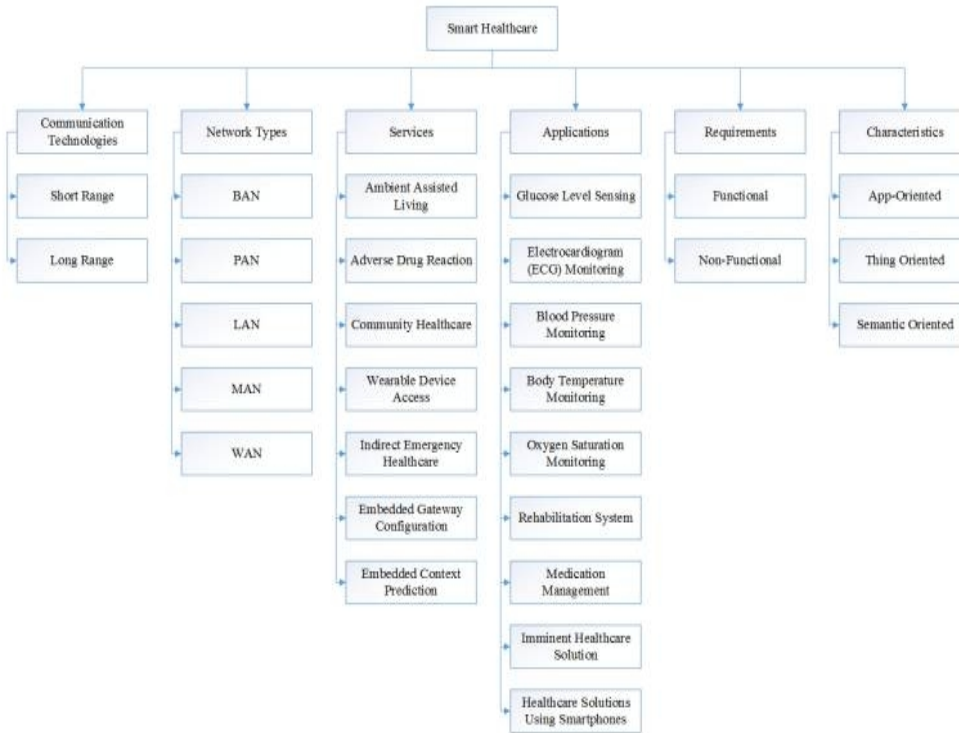 Smart Healthcare
Communication
Technologies
Short Range
Long Range
Network Types
BAN
PAN
LAN
MAN
WAN
Services
Ambient Assisted
Living
Adverse Drug Reaction
Community Healthcare
Wearable Device
Access
Indirect Emergency
Healthcare
Embedded Gateway
Configuration
Embedded Context
Prediction
Applications
Glucose Level Sensing
Electrocardiogram
(ECG) Monitoring
Blood Pressure
Monitoring
Body Temperature
Monitoring
Oxygen Saturation
Monitoring
Rehabilitation System
Medication
Management
Imminent Healthcare
Solution
Healthcare Solutions
Using Smartphones
Requirements
Functional
Non-Functional
Characteristics
App-Oriented
Thing Oriented
Semantic Oriented